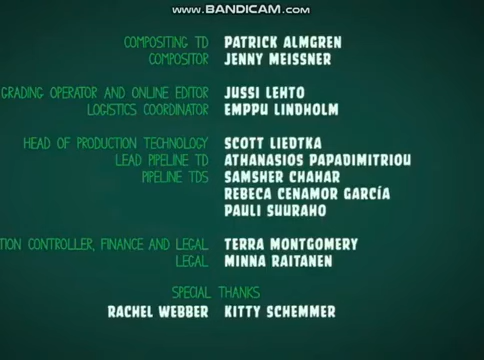 www.BANDICAM.com
COMPOSITING TD PATRICK ALMGREN
COMPOSITOR JENNY MEISSNER
GRADING OPERATOR AND ONLINE EDITOR JUSSI LEHTO
LOGISTICS COORDINATOR EMPPU LINDHOLM
HEAD OF PRODUCTION TECHNOLOGY SCOTT LIEDTKA
LEAD PIPELINE TD ATHANASIOS PAPADIMITRIOU
PIPELINE TDS SAMSHER CHAHAR
REBECA CENAMOR GARCÍA
PAULI SUURAHO
TION CONTROLLER, FINANCE AND LEGAL TERRA MONTGOMERY
LEGAL MINNA RAITANEN
SPECIAL THANKS
RACHEL WEBBER KITTY SCHEMMER